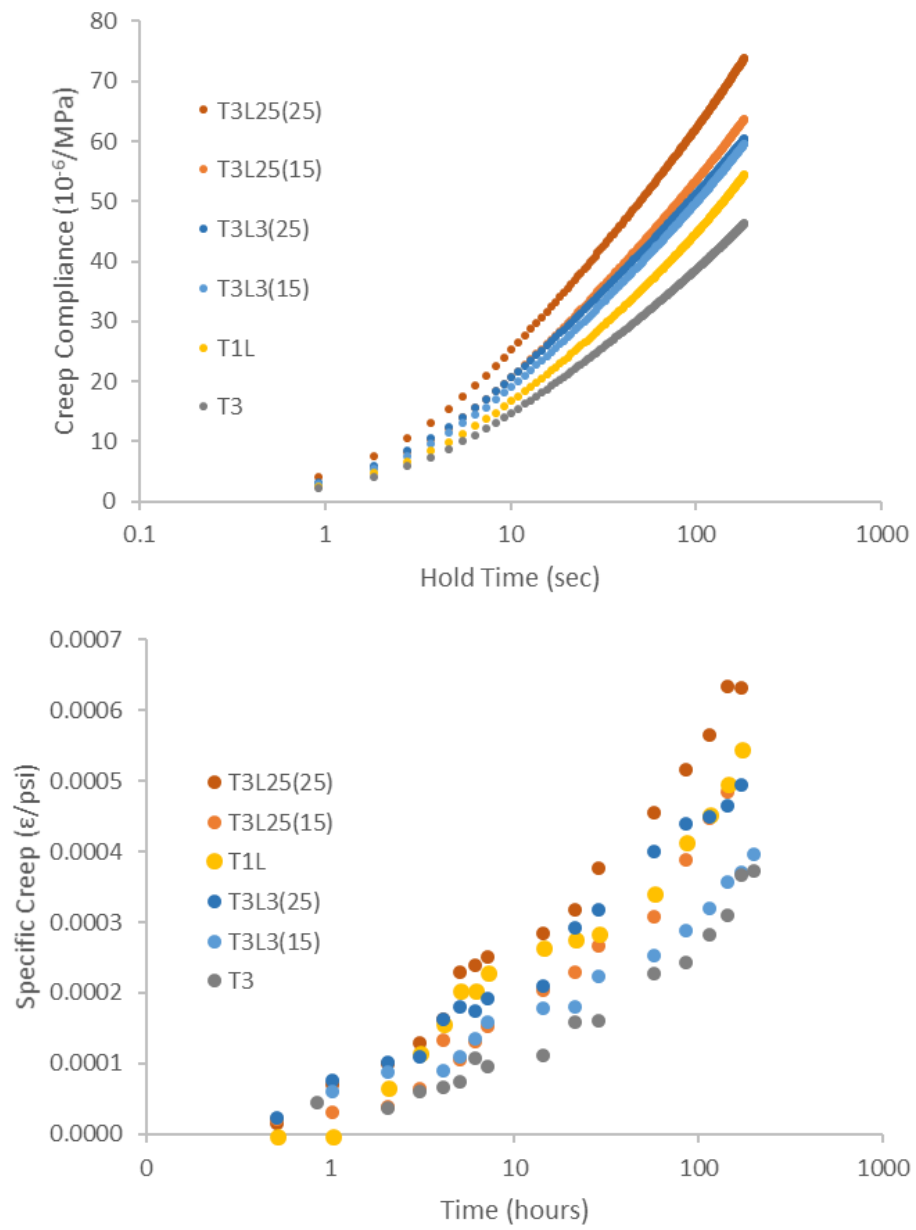 80
70
60
50
40
30
20
10
0
Creep Compliance (10⁻⁶/MPa)
T3L25(25)
T3L25(15)
T3L3(25)
T3L3(15)
T1L
T3
0.1 1 10 100 1000
Hold Time (sec)
0.0007
0.0006
0.0005
0.0004
0.0003
0.0002
0.0001
0.0000
Specific Creep (ε/psi)
T3L25(25)
T3L25(15)
T1L
T3L3(25)
T3L3(15)
T3
0 1 10 100 1000
Time (hours)